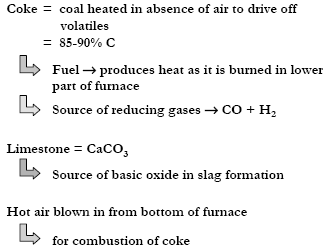 Coke = coal heated in absence of air to drive off
volatiles
= 85-90% C
Fuel → produces heat as it is burned in lower
part of furnace
Source of reducing gases → CO + H₂
Limestone = CaCO₃
Source of basic oxide in slag formation
Hot air blown in from bottom of furnace
for combustion of coke